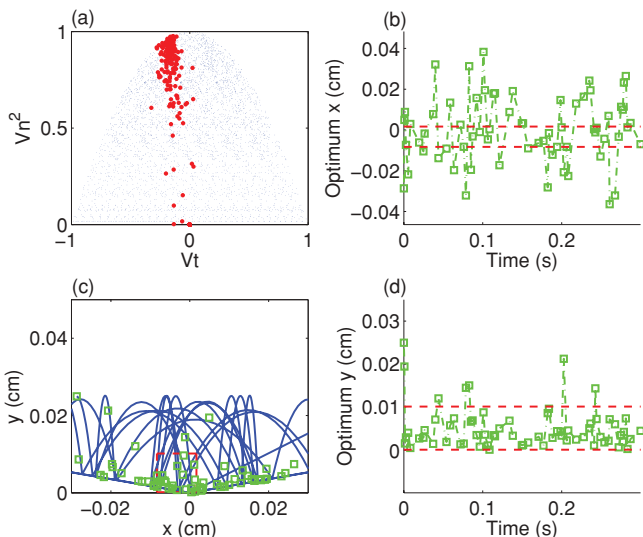 (a)
1
0.5
0
−1
0
1
Vn²
Vt
(b)
0.04
0.02
0
−0.02
−0.04
0
0.1
0.2
Optimum x (cm)
Time (s)
(c)
0.04
0.02
0
−0.02
0
0.02
y (cm)
x (cm)
(d)
0.03
0.02
0.01
0
0
0.1
0.2
Optimum y (cm)
Time (s)